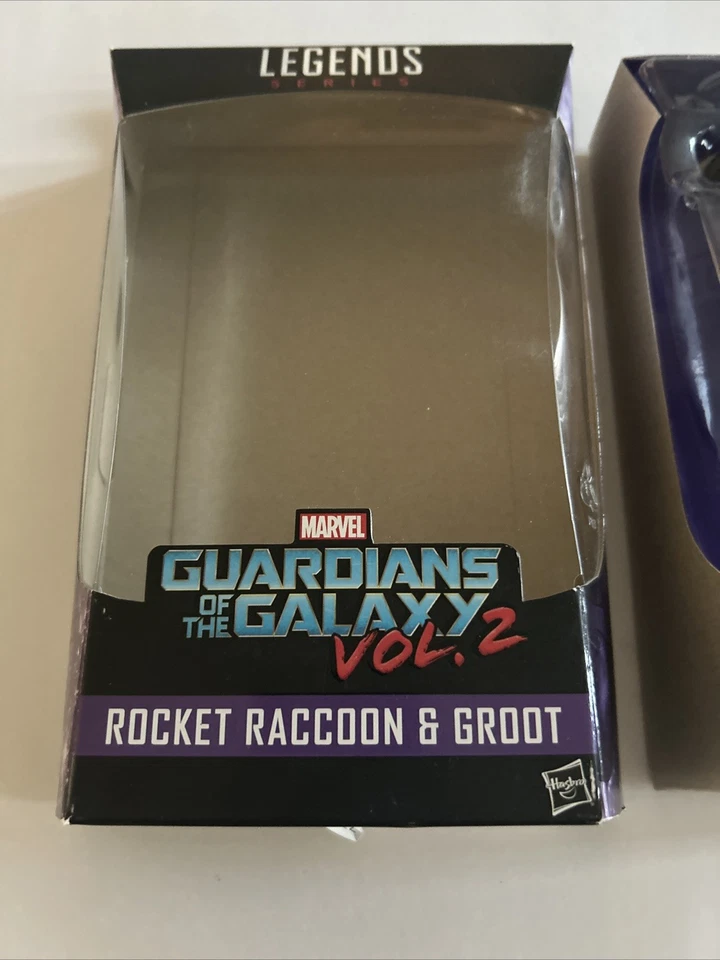 LEGENDS
SERIES
MARVEL
GUARDIANS
OF THE GALAXY
VOL. 2
ROCKET RACCOON & GROOT
Hasbro